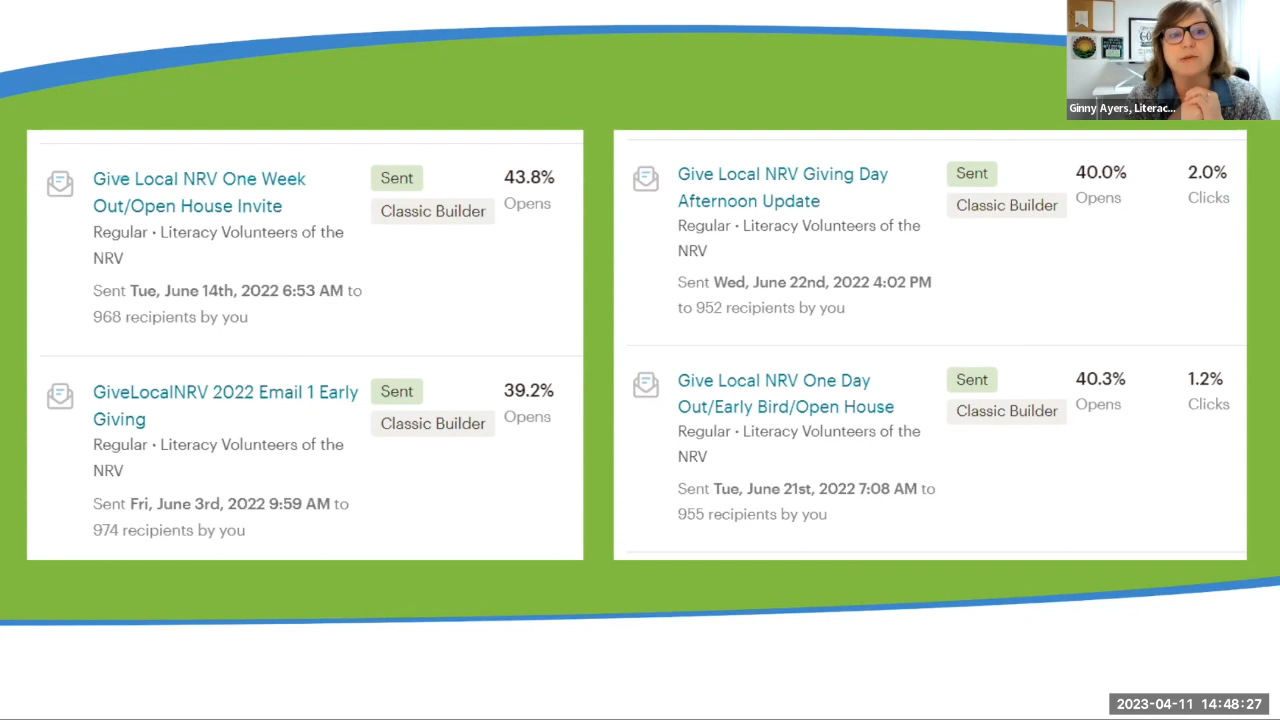 Ginny Ayers, Literac...
Give Local NRV One Week
Out/Open House Invite
Regular · Literacy Volunteers of the
NRV
Sent Tue, June 14th, 2022 6:53 AM to
968 recipients by you
Sent
Classic Builder
43.8%
Opens
GiveLocalNRV 2022 Email 1 Early
Giving
Regular · Literacy Volunteers of the
NRV
Sent Fri, June 3rd, 2022 9:59 AM to
974 recipients by you
Sent
Classic Builder
39.2%
Opens
Give Local NRV Giving Day
Afternoon Update
Regular · Literacy Volunteers of the
NRV
Sent Wed, June 22nd, 2022 4:02 PM
to 952 recipients by you
Sent
Classic Builder
40.0%
Opens
2.0%
Clicks
Give Local NRV One Day
Out/Early Bird/Open House
Regular · Literacy Volunteers of the
NRV
Sent Tue, June 21st, 2022 7:08 AM to
955 recipients by you
Sent
Classic Builder
40.3%
Opens
1.2%
Clicks
2023-04-11 14:48:27